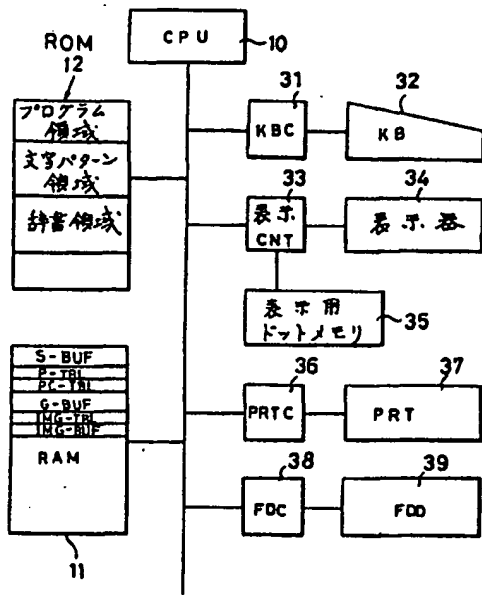 CPU
10
ROM
12
プログラム
領域
文字パターン
領域
辞書領域
31
KBC
32
KB
33
表示
CNT
34
表示器
表示用
ドットメモリ
35
S-BUF
P-TBL
PC-TBL
G-BUF
IMG-TBL
IMG-BUF
RAM
11
36
PRTC
37
PRT
38
FDC
39
FDD